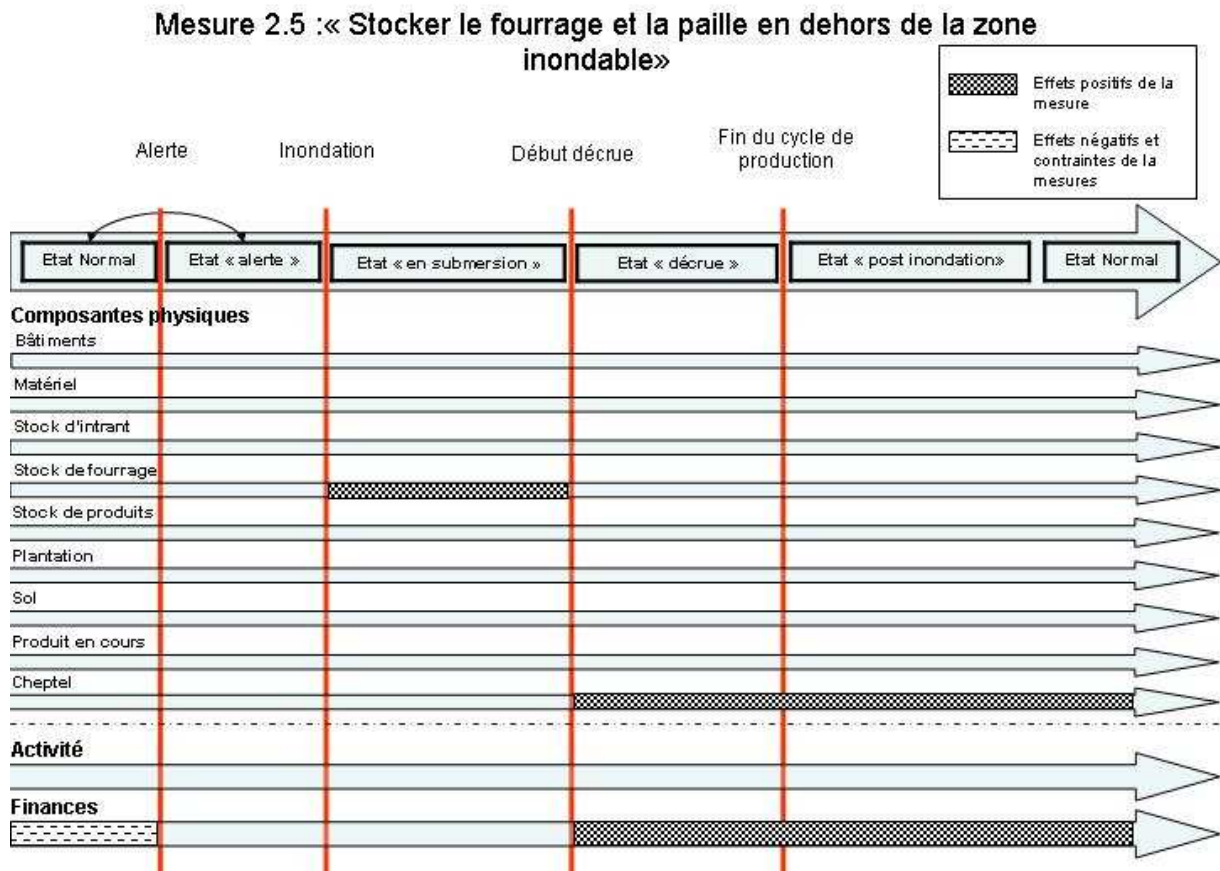 Mesure 2.5 :« Stocker le fourrage et la paille en dehors de la zone
inondable»
Effets positifs de la
mesure
Effets négatifs et
contraintes de la
mesures
Alerte
Inondation
Début décrue
Fin du cycle de
production
Etat Normal
Etat « alerte »
Etat « en submersion »
Etat « décrue »
Etat « post inondation»
Etat Normal
Composantes physiques
Bâtiments
Matériel
Stock d'intrant
Stock de fourrage
Stock de produits
Plantation
Sol
Produit en cours
Cheptel
Activité
Finances